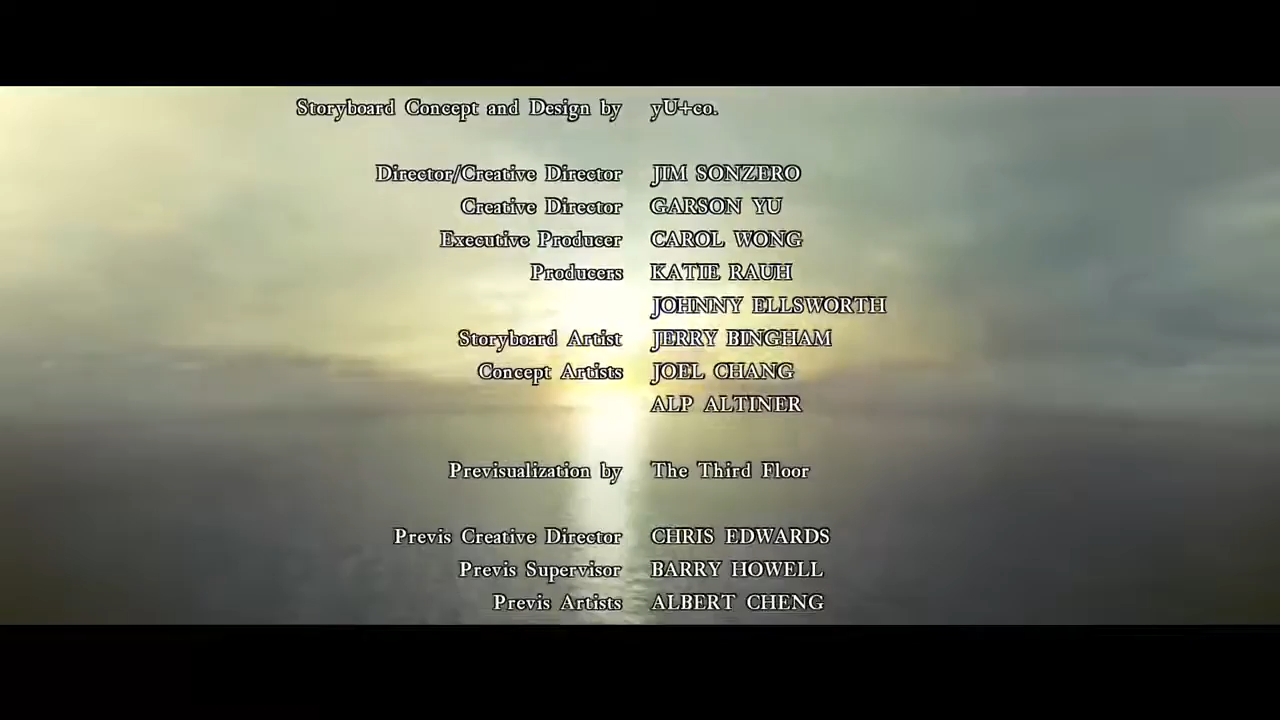 Storyboard Concept and Design by yU+co.
Director/Creative Director JIM SONZERO
Creative Director GARSON YU
Executive Producer CAROL WONG
Producers KATIE RAUH
JOHNNY ELLSWORTH
Storyboard Artist JERRY BINGHAM
Concept Artists JOEL CHANG
ALP ALTINER
Previsualization by The Third Floor
Previs Creative Director CHRIS EDWARDS
Previs Supervisor BARRY HOWELL
Previs Artists ALBERT CHENG